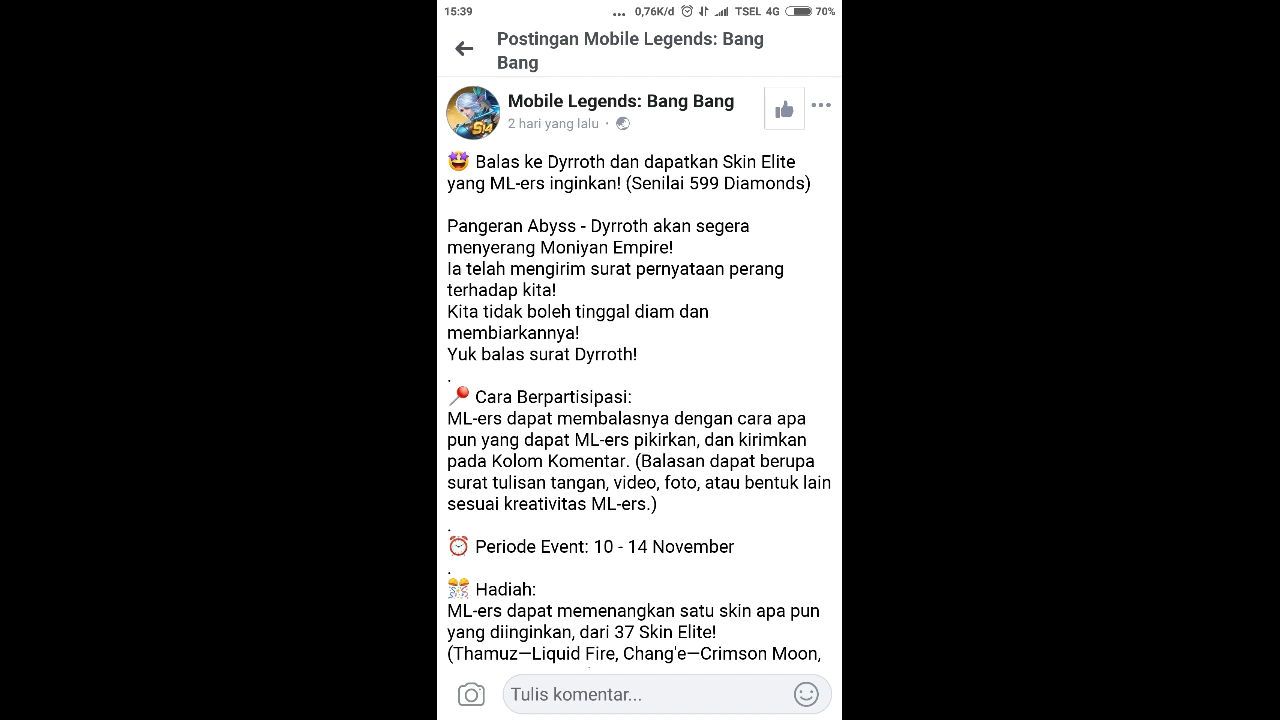 15:39 ... 0,76K/d TSEL 4G 70%
Postingan Mobile Legends: Bang
Bang
Mobile Legends: Bang Bang
2 hari yang lalu ·
S14
🤩 Balas ke Dyrroth dan dapatkan Skin Elite
yang ML-ers inginkan! (Senilai 599 Diamonds)
Pangeran Abyss - Dyrroth akan segera
menyerang Moniyan Empire!
Ia telah mengirim surat pernyataan perang
terhadap kita!
Kita tidak boleh tinggal diam dan
membiarkannya!
Yuk balas surat Dyrroth!
.
📍 Cara Berpartisipasi:
ML-ers dapat membalasnya dengan cara apa
pun yang dapat ML-ers pikirkan, dan kirimkan
pada Kolom Komentar. (Balasan dapat berupa
surat tulisan tangan, video, foto, atau bentuk lain
sesuai kreativitas ML-ers.)
.
⏰ Periode Event: 10 - 14 November
.
🎊 Hadiah:
ML-ers dapat memenangkan satu skin apa pun
yang diinginkan, dari 37 Skin Elite!
(Thamuz—Liquid Fire, Chang'e—Crimson Moon,
Tulis komentar...